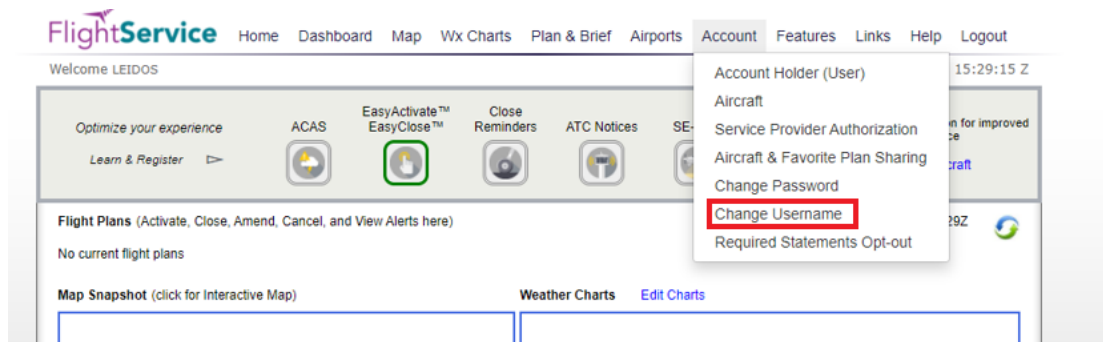 FlightService Home Dashboard Map Wx Charts Plan & Brief Airports Account Features Links Help Logout
Welcome LEIDOS 15:29:15 Z
Account Holder (User)
Aircraft
Service Provider Authorization
Aircraft & Favorite Plan Sharing
Change Password
Change Username
Required Statements Opt-out
Optimize your experience
Learn & Register
ACAS
EasyActivate™
EasyClose™
Close
Reminders
ATC Notices
SE-
n for improved
Flight Plans (Activate, Close, Amend, Cancel, and View Alerts here) 29Z
No current flight plans
Map Snapshot (click for Interactive Map) Weather Charts Edit Charts